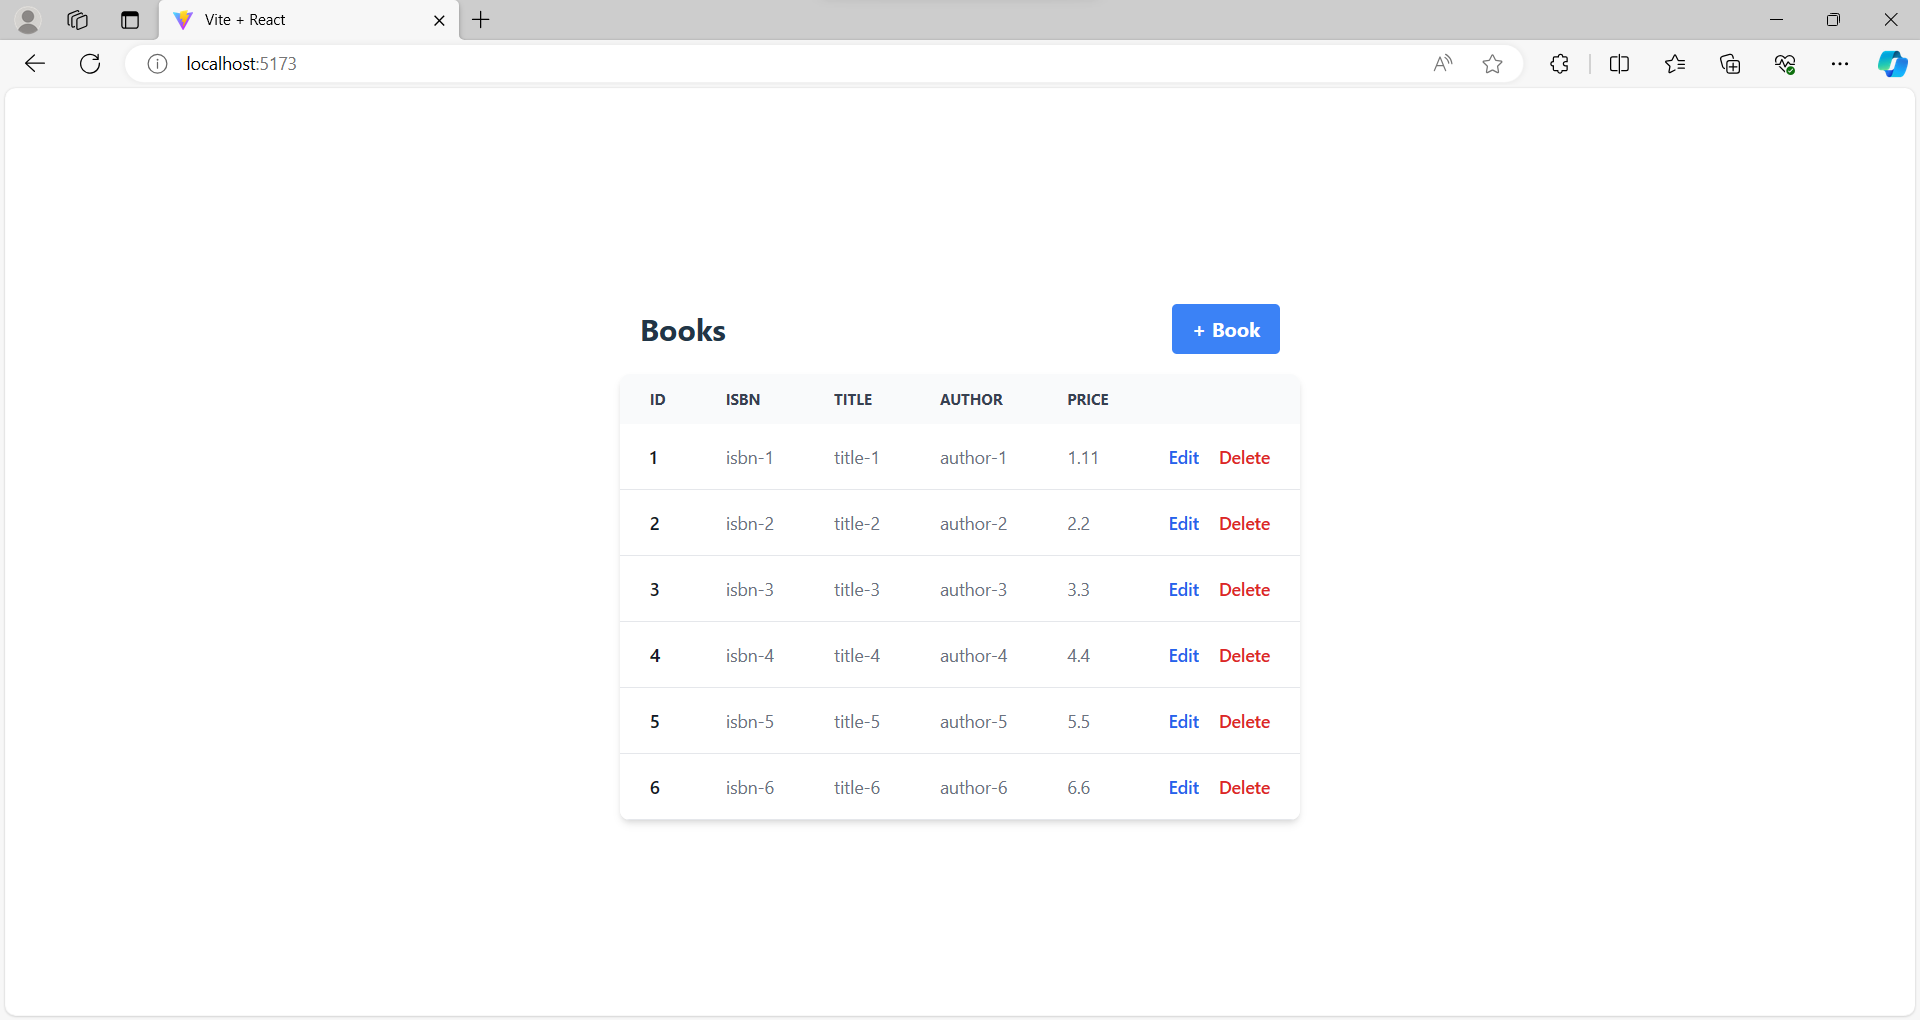 Vite + React
localhost:5173
Books
+ Book
ID ISBN TITLE AUTHOR PRICE
1 isbn-1 title-1 author-1 1.11 Edit Delete
2 isbn-2 title-2 author-2 2.2 Edit Delete
3 isbn-3 title-3 author-3 3.3 Edit Delete
4 isbn-4 title-4 author-4 4.4 Edit Delete
5 isbn-5 title-5 author-5 5.5 Edit Delete
6 isbn-6 title-6 author-6 6.6 Edit Delete